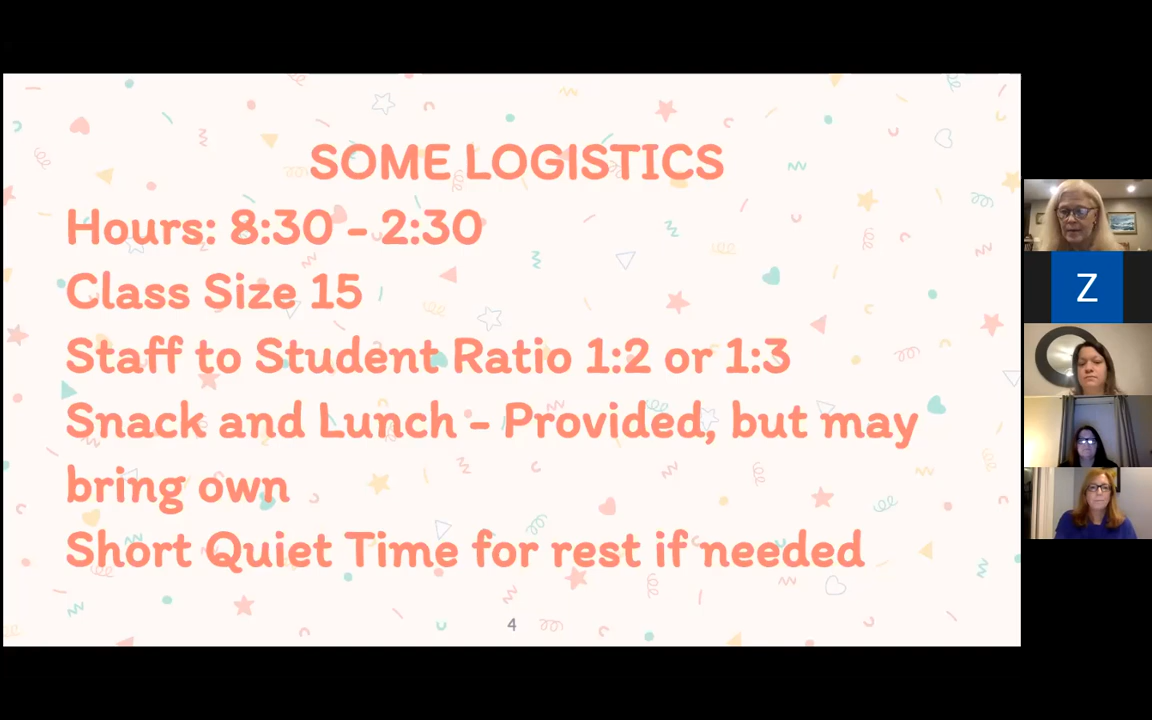 SOME LOGISTICS
Hours: 8:30 - 2:30
Class Size 15
Staff to Student Ratio 1:2 or 1:3
Snack and Lunch - Provided, but may
bring own
Short Quiet Time for rest if needed
4
Z